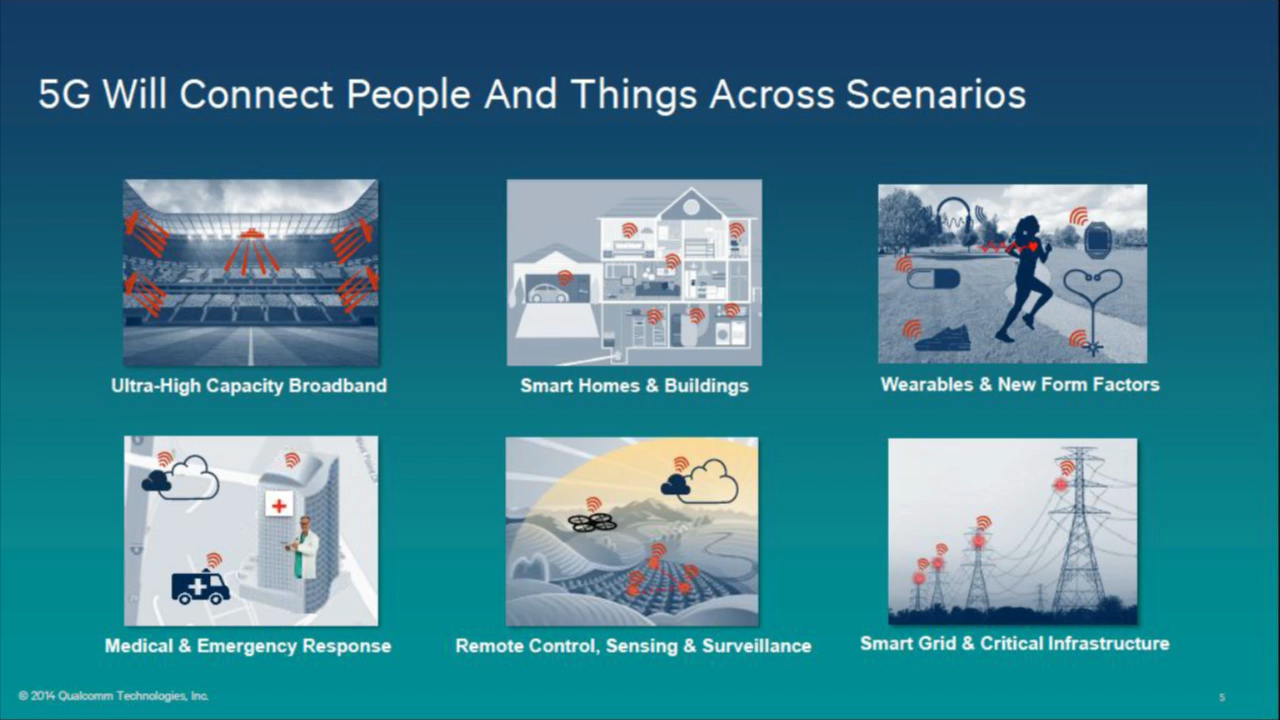 5G Will Connect People And Things Across Scenarios
Ultra-High Capacity Broadband
Smart Homes & Buildings
Wearables & New Form Factors
Medical & Emergency Response
Remote Control, Sensing & Surveillance
Smart Grid & Critical Infrastructure
© 2014 Qualcomm Technologies, Inc.
5